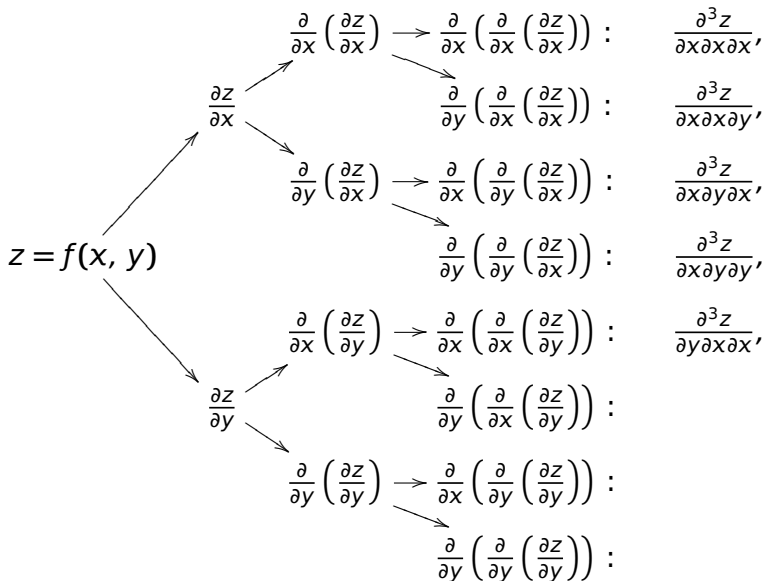 ∂/∂x (∂z/∂x) → ∂/∂x (∂/∂x (∂z/∂x)) : ∂³z/∂x∂x∂x,
∂z/∂x ∂/∂y (∂/∂x (∂z/∂x)) : ∂³z/∂x∂x∂y,
∂/∂y (∂z/∂x) → ∂/∂x (∂/∂y (∂z/∂x)) : ∂³z/∂x∂y∂x,
z = f(x, y) ∂/∂y (∂/∂y (∂z/∂x)) : ∂³z/∂x∂y∂y,
∂/∂x (∂z/∂y) → ∂/∂x (∂/∂x (∂z/∂y)) : ∂³z/∂y∂x∂x,
∂z/∂y ∂/∂y (∂/∂x (∂z/∂y)) :
∂/∂y (∂z/∂y) → ∂/∂x (∂/∂y (∂z/∂y)) :
∂/∂y (∂/∂y (∂z/∂y)) :